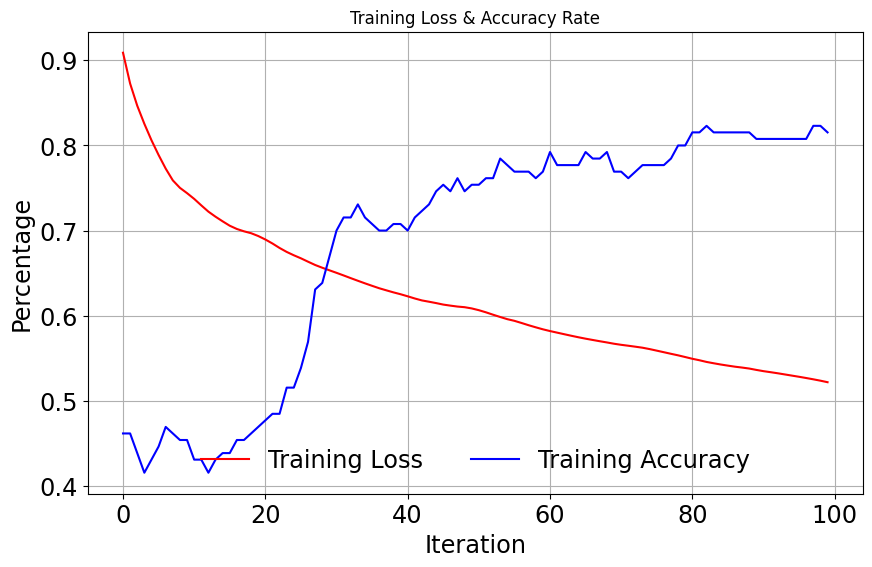 Training Loss & Accuracy Rate
Percentage
0.9
0.8
0.7
0.6
0.5
0.4
Training Loss Training Accuracy
0 20 40 60 80 100
Iteration